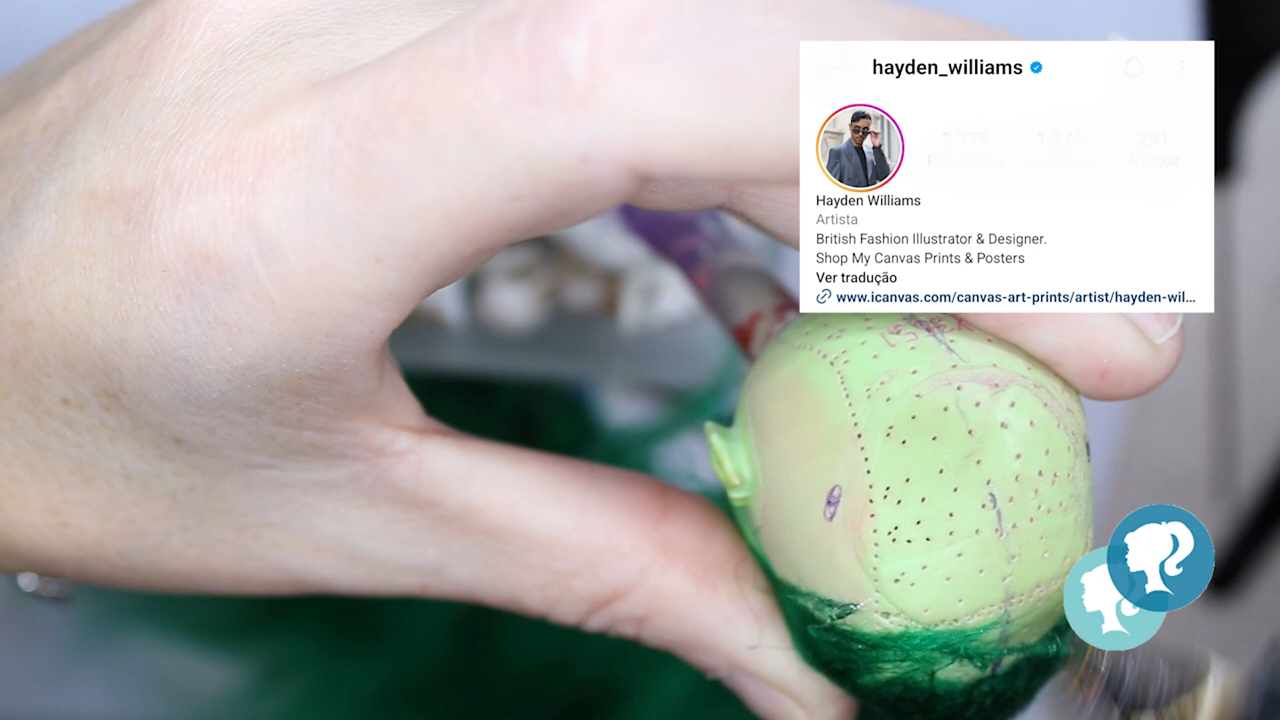 hayden_williams
Hayden Williams
Artista
British Fashion Illustrator & Designer.
Shop My Canvas Prints & Posters
Ver tradução
www.icanvas.com/canvas-art-prints/artist/hayden-wil...